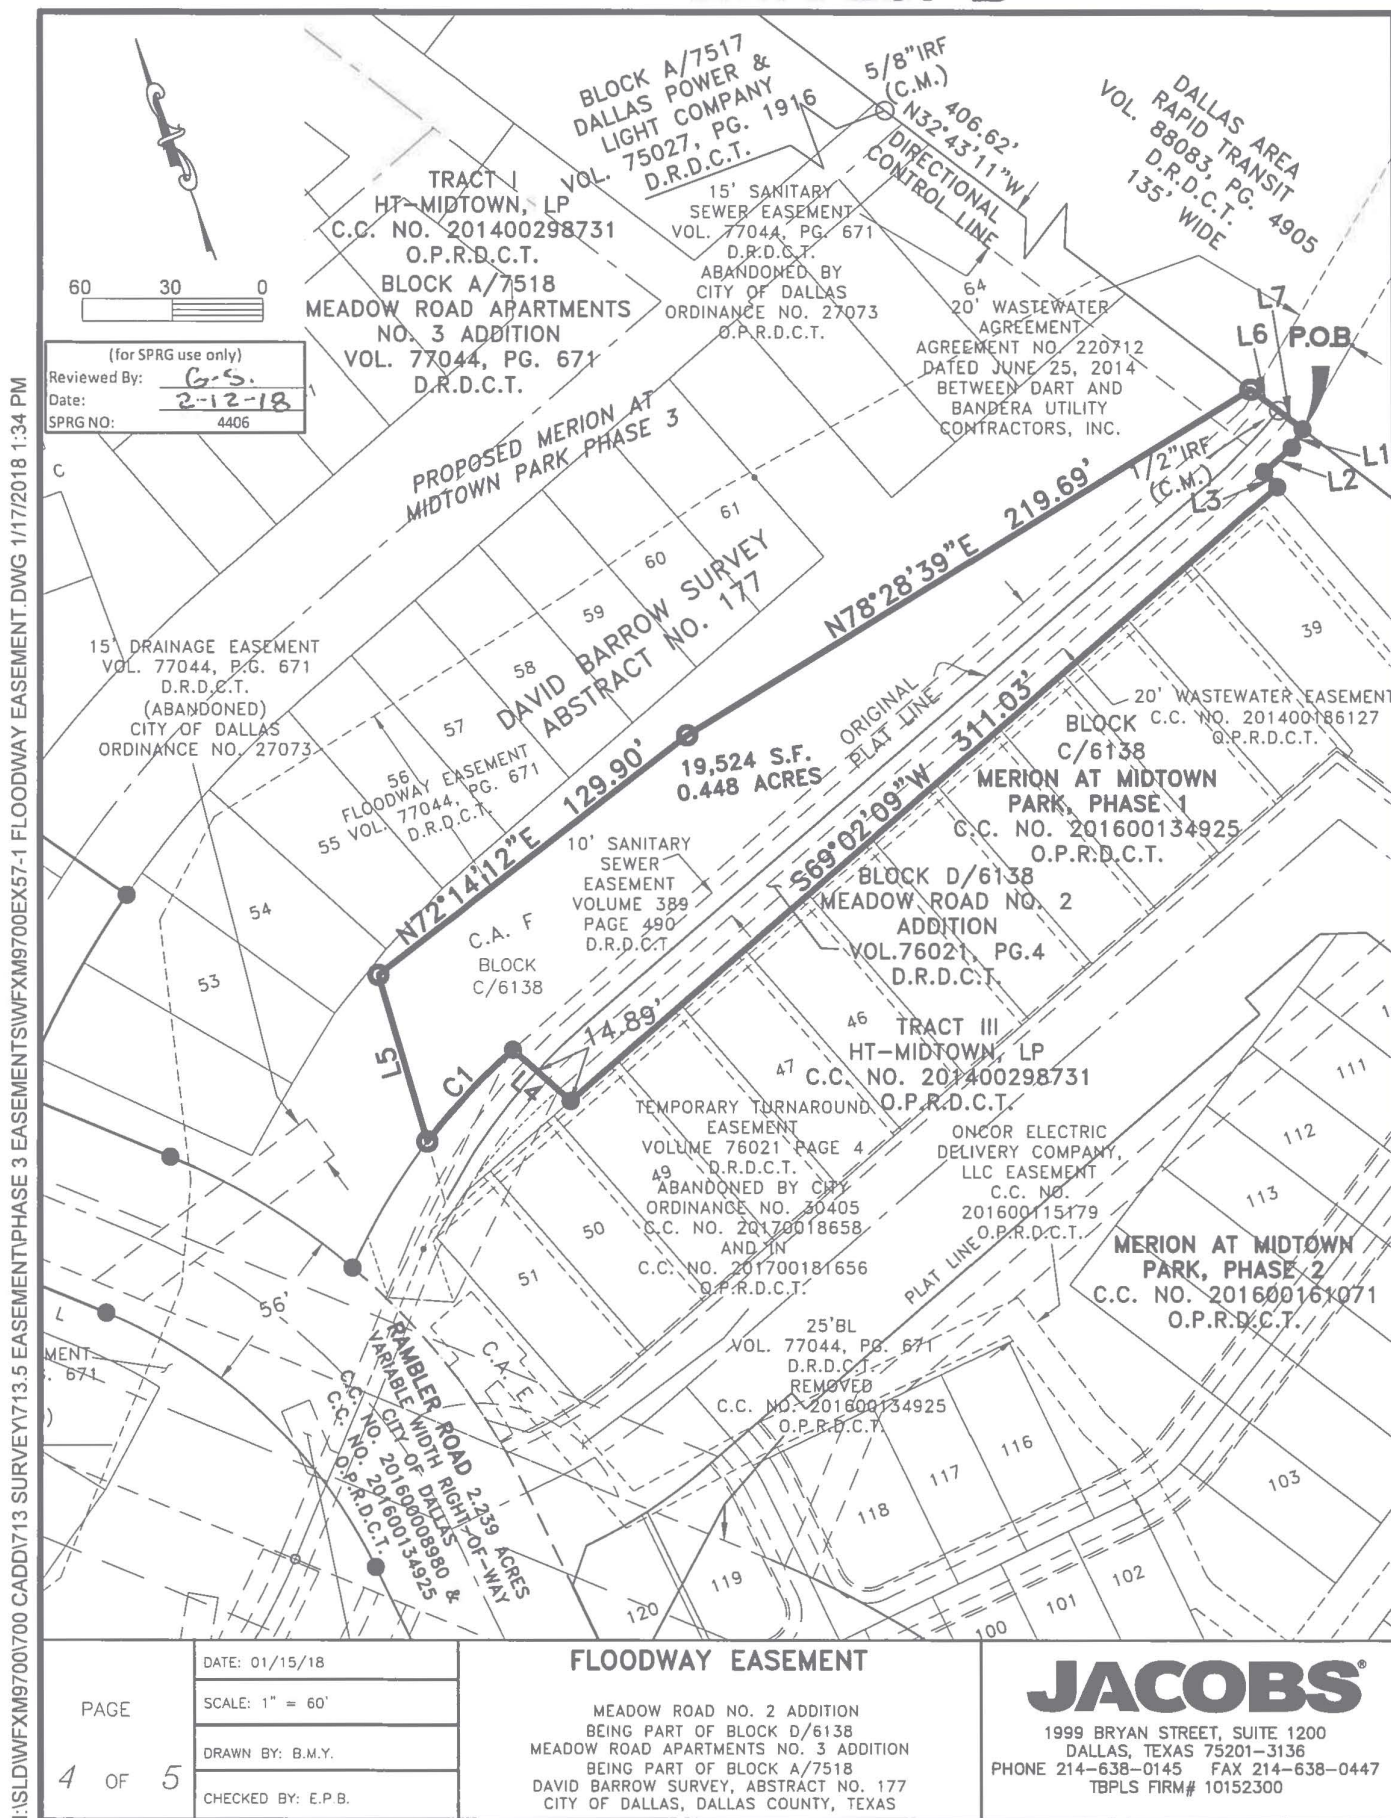 BLOCK A/7517
DALLAS POWER &
LIGHT COMPANY
VOL. 75027, PG. 1916
D.R.D.C.T.
5/8"IRF
(C.M.)
406.62'
N32°43'11"W
DIRECTIONAL
CONTROL LINE
DALLAS AREA
RAPID TRANSIT
VOL. 88083, PG. 4905
D.R.D.C.T.
135' WIDE
TRACT I
HT-MIDTOWN, LP
C.C. NO. 201400298731
O.P.R.D.C.T.
BLOCK A/7518
MEADOW ROAD APARTMENTS
NO. 3 ADDITION
VOL. 77044, PG. 671
D.R.D.C.T.
15' SANITARY
SEWER EASEMENT
VOL. 77044, PG. 671
D.R.D.C.T.
ABANDONED BY
CITY OF DALLAS
ORDINANCE NO. 27073
O.P.R.D.C.T.
64
20' WASTEWATER
AGREEMENT
AGREEMENT NO. 220712
DATED JUNE 25, 2014
BETWEEN DART AND
BANDERA UTILITY
CONTRACTORS, INC.
L7
L6
P.O.B.
L1
L2
L3
1/2"IRF
(C.M.)
60 30 0
(for SPRG use only)
Reviewed By: G.S.
Date: 2-12-18
SPRG NO: 4406
C
PROPOSED MERION AT
MIDTOWN PARK PHASE 3
61
60
59
58
57
56
55
54
53
DAVID BARROW SURVEY
ABSTRACT NO. 177
N78°28'39"E 219.69'
15' DRAINAGE EASEMENT
VOL. 77044, P.G. 671
D.R.D.C.T.
(ABANDONED)
CITY OF DALLAS
ORDINANCE NO. 27073
FLOODWAY EASEMENT
VOL. 77044, PG. 671
D.R.D.C.T.
N72°14'12"E 129.90'
19,524 S.F.
0.448 ACRES
ORIGINAL
PLAT LINE
S69°02'09"W 311.03'
39
20' WASTEWATER EASEMENT
C.C. NO. 201400186127
O.P.R.D.C.T.
BLOCK
C/6138
MERION AT MIDTOWN
PARK, PHASE 1
C.C. NO. 201600134925
O.P.R.D.C.T.
10' SANITARY
SEWER
EASEMENT
VOLUME 389
PAGE 490
D.R.D.C.T.
C.A. F
BLOCK
C/6138
BLOCK D/6138
MEADOW ROAD NO. 2
ADDITION
VOL.76021, PG.4
D.R.D.C.T.
L5
C1
L4
14.89'
46
47
TRACT III
HT-MIDTOWN, LP
C.C. NO. 201400298731
O.P.R.D.C.T.
TEMPORARY TURNAROUND
EASEMENT
VOLUME 76021 PAGE 4
D.R.D.C.T.
49
ABANDONED BY CITY
ORDINANCE NO. 30405
C.C. NO. 20170018658
AND IN
C.C. NO. 201700181656
O.P.R.D.C.T.
50
51
ONCOR ELECTRIC
DELIVERY COMPANY,
LLC EASEMENT
C.C. NO.
201600115179
O.P.R.D.C.T.
111
112
113
MERION AT MIDTOWN
PARK, PHASE 2
C.C. NO. 201600161071
O.P.R.D.C.T.
PLAT LINE
56'
L
MENT
671
C.A. E
25'BL
VOL. 77044, PG. 671
D.R.D.C.T.
REMOVED
C.C. NO. 201600134925
O.P.R.D.C.T.
RAMBLER ROAD 2.239 ACRES
VARIABLE WIDTH RIGHT-OF-WAY
CITY OF DALLAS
C.C. NO. 201600008980 &
C.C. NO. 201600134925
O.P.R.D.C.T.
116
117
118
119
120
100
101
102
103
I:\SLD\WFXM9700\700 CADD\713 SURVEY\713.5 EASEMENT\PHASE 3 EASEMENTS\WFXM9700EX57-1 FLOODWAY EASEMENT.DWG 1/17/2018 1:34 PM
PAGE
4 OF 5
DATE: 01/15/18
SCALE: 1" = 60'
DRAWN BY: B.M.Y.
CHECKED BY: E.P.B.
FLOODWAY EASEMENT
MEADOW ROAD NO. 2 ADDITION
BEING PART OF BLOCK D/6138
MEADOW ROAD APARTMENTS NO. 3 ADDITION
BEING PART OF BLOCK A/7518
DAVID BARROW SURVEY, ABSTRACT NO. 177
CITY OF DALLAS, DALLAS COUNTY, TEXAS
JACOBS®
1999 BRYAN STREET, SUITE 1200
DALLAS, TEXAS 75201-3136
PHONE 214-638-0145 FAX 214-638-0447
TBPLS FIRM# 10152300